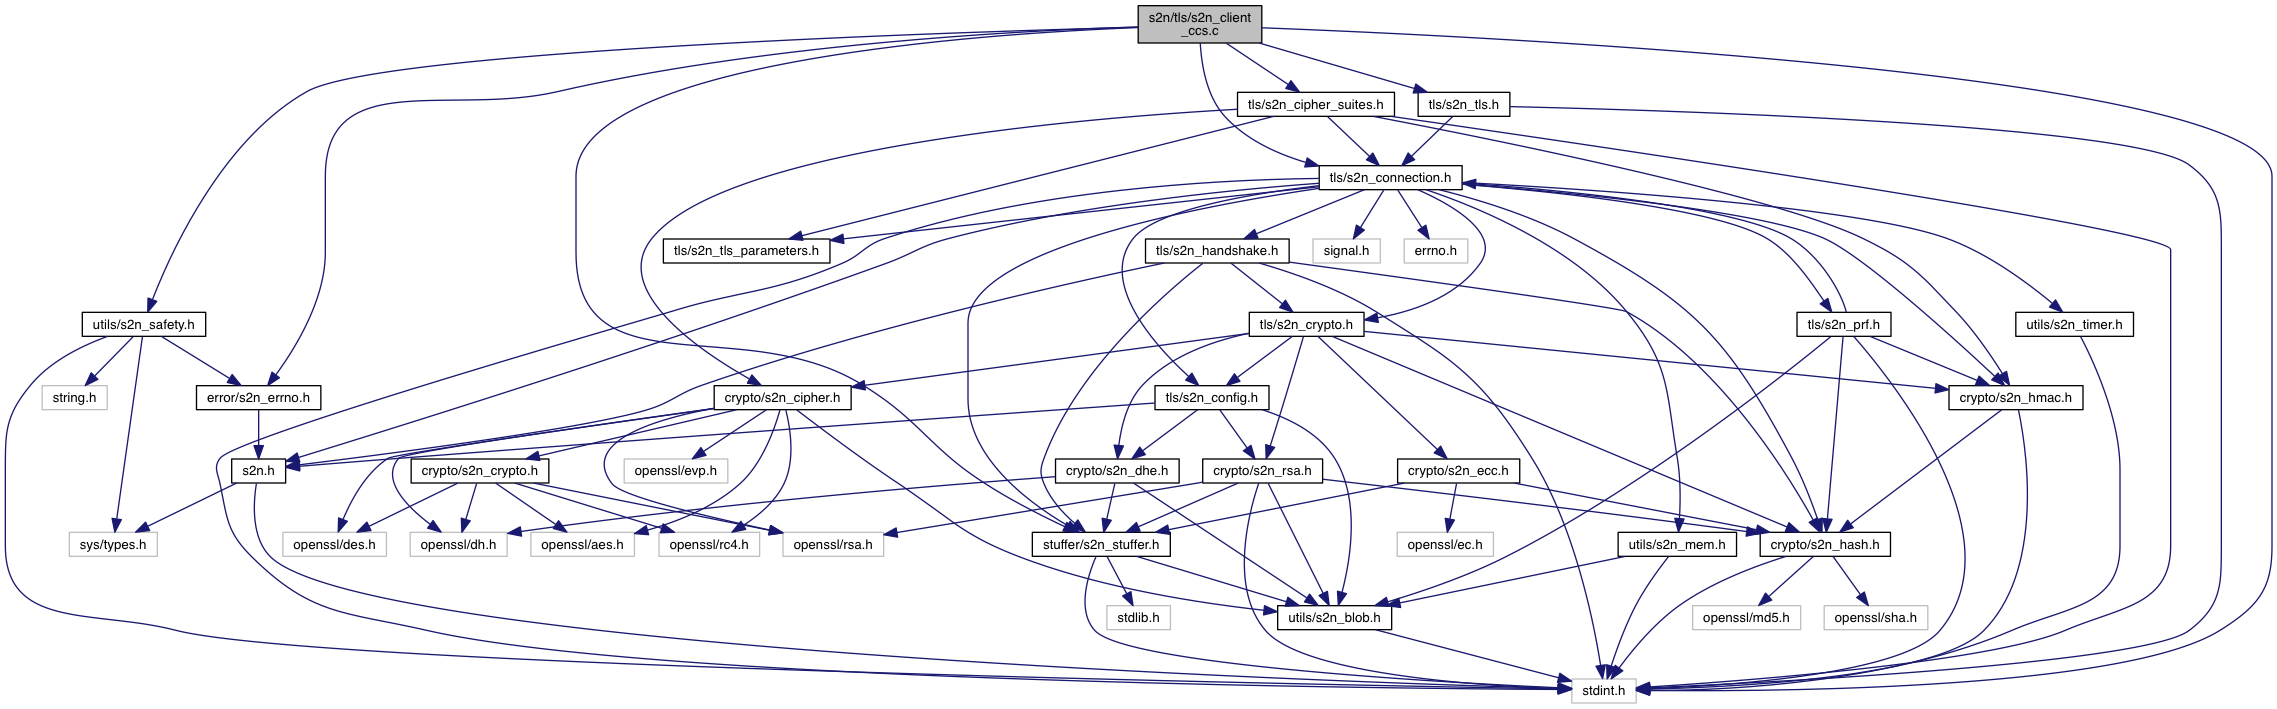 s2n/tls/s2n_client
_ccs.c
tls/s2n_cipher_suites.h
tls/s2n_tls.h
tls/s2n_connection.h
tls/s2n_tls_parameters.h
tls/s2n_handshake.h
signal.h
errno.h
utils/s2n_safety.h
tls/s2n_crypto.h
tls/s2n_prf.h
utils/s2n_timer.h
string.h
error/s2n_errno.h
crypto/s2n_cipher.h
tls/s2n_config.h
crypto/s2n_hmac.h
s2n.h
crypto/s2n_crypto.h
openssl/evp.h
crypto/s2n_dhe.h
crypto/s2n_rsa.h
crypto/s2n_ecc.h
sys/types.h
openssl/des.h
openssl/dh.h
openssl/aes.h
openssl/rc4.h
openssl/rsa.h
stuffer/s2n_stuffer.h
openssl/ec.h
utils/s2n_mem.h
crypto/s2n_hash.h
stdlib.h
utils/s2n_blob.h
openssl/md5.h
openssl/sha.h
stdint.h